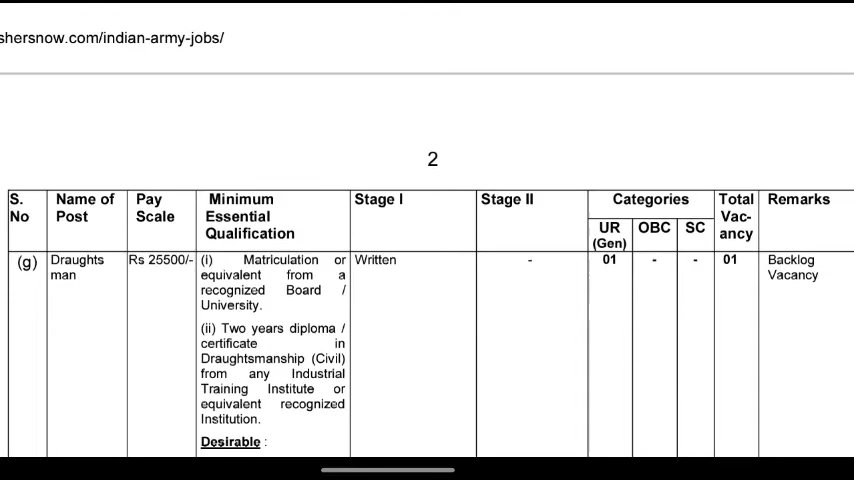 shersnow.com/indian-army-jobs/
2
S. No
Name of Post
Pay Scale
Minimum Essential Qualification
Stage I
Stage II
Categories
UR (Gen)
OBC
SC
Total Vac-ancy
Remarks
(g)
Draughts man
Rs 25500/-
(i) Matriculation or
equivalent from a
recognized Board /
University.
(ii) Two years diploma /
certificate in
Draughtsmanship (Civil)
from any Industrial
Training Institute or
equivalent recognized
Institution.
Desirable :
Written
-
01
-
-
01
Backlog
Vacancy